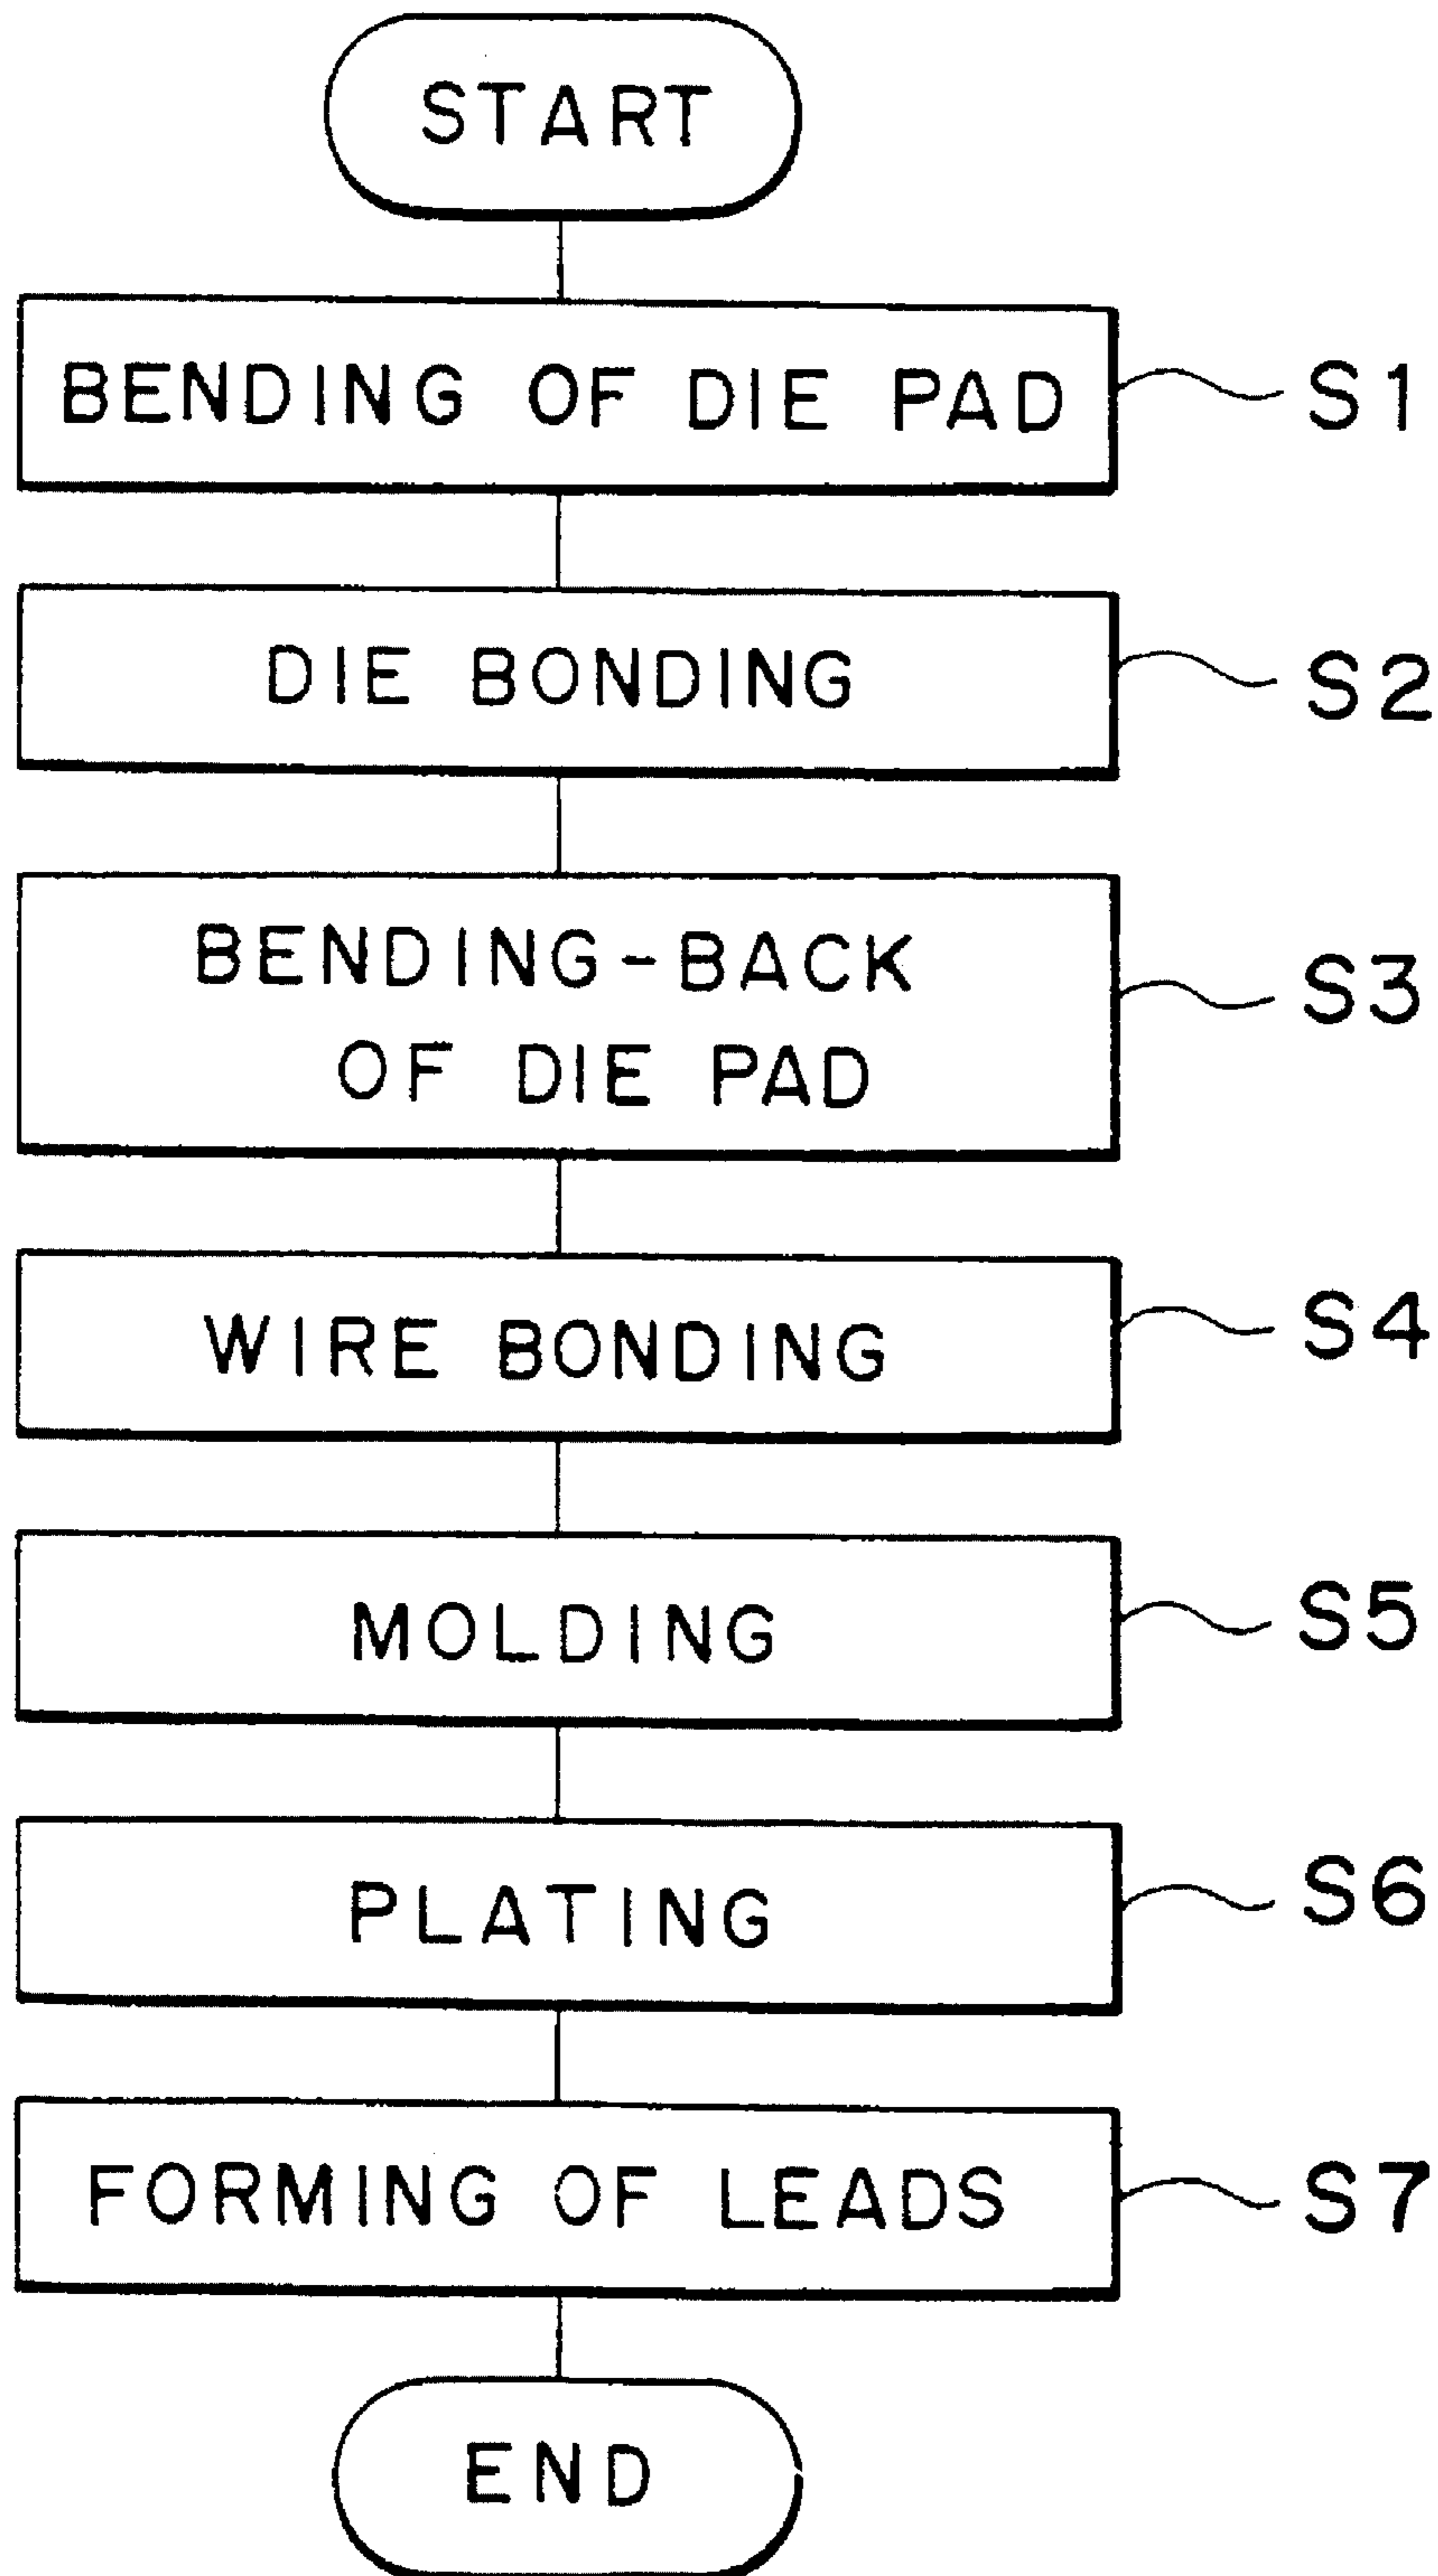 START
BENDING OF DIE PAD
S1
DIE BONDING
S2
BENDING-BACK
OF DIE PAD
S3
WIRE BONDING
S4
MOLDING
S5
PLATING
S6
FORMING OF LEADS
S7
END